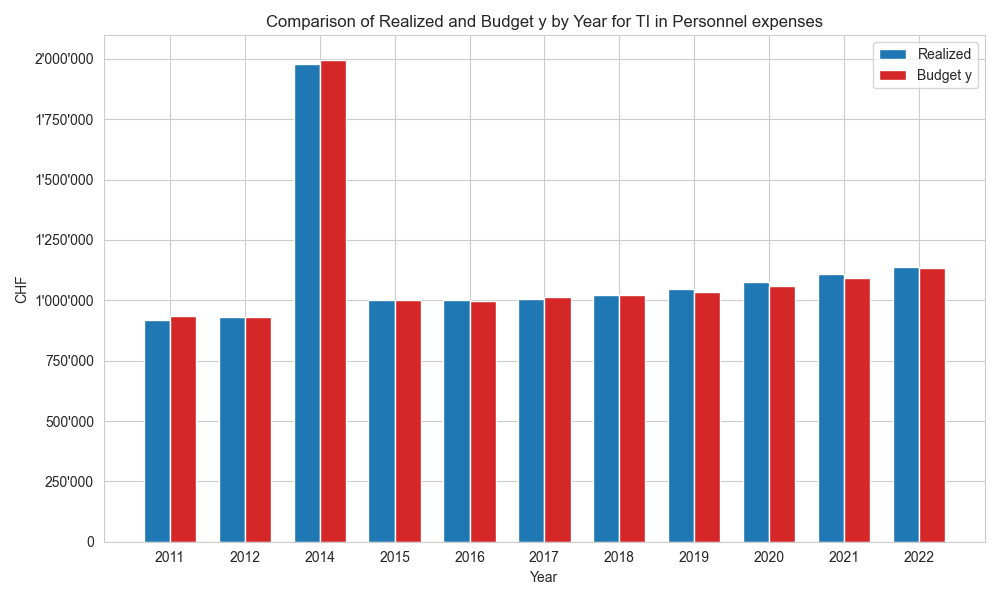 Comparison of Realized and Budget y by Year for TI in Personnel expenses
Realized
Budget y
2'000'000
1'750'000
1'500'000
1'250'000
1'000'000
750'000
500'000
250'000
0
CHF
2011 2012 2014 2015 2016 2017 2018 2019 2020 2021 2022
Year